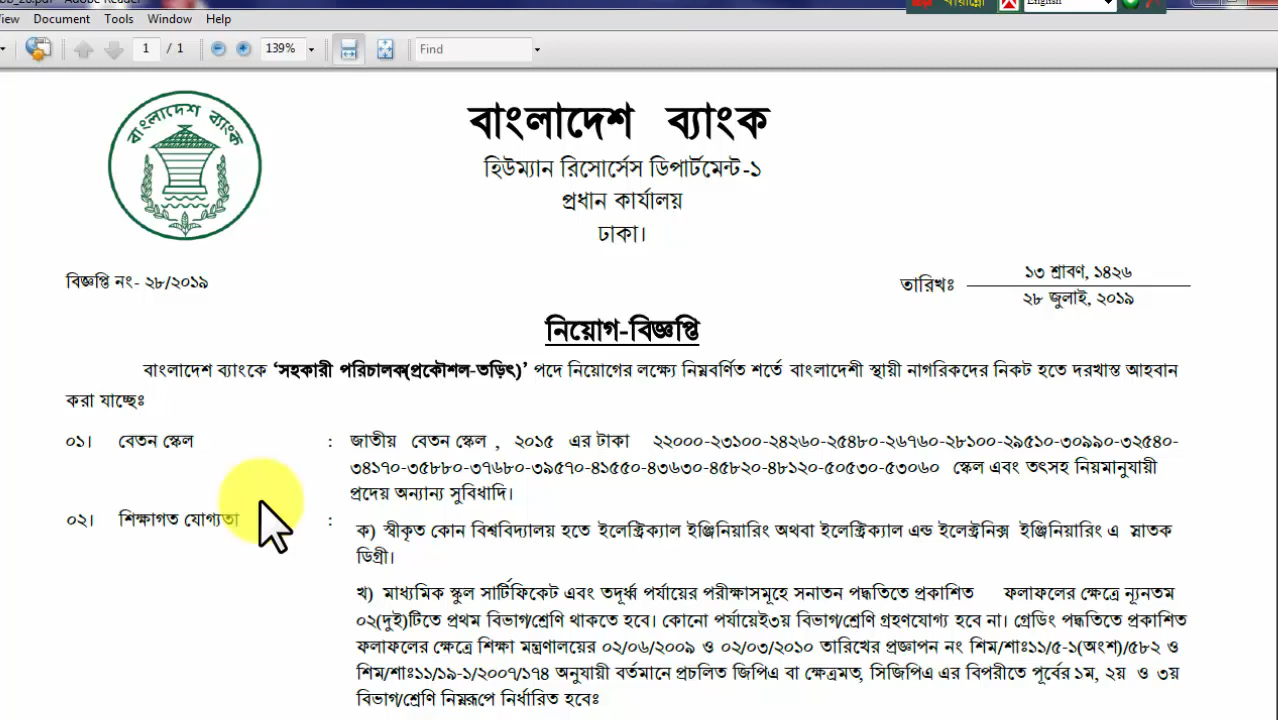 View Document Tools Window Help
1 / 1 139% Find
English
বাংলাদেশ ব্যাংক
বাংলাদেশ ব্যাংক
হিউম্যান রিসোর্সেস ডিপার্টমেন্ট-১
প্রধান কার্যালয়
ঢাকা।
বিজ্ঞপ্তি নং- ২৮/২০১৯
তারিখঃ ১৩ শ্রাবণ, ১৪২৬
২৮ জুলাই, ২০১৯
নিয়োগ-বিজ্ঞপ্তি
বাংলাদেশ ব্যাংকে ‘সহকারী পরিচালক(প্রকৌশল-তড়িৎ)’ পদে নিয়োগের লক্ষ্যে নিম্নবর্ণিত শর্তে বাংলাদেশী স্থায়ী নাগরিকদের নিকট হতে দরখাস্ত আহবান
করা যাচ্ছেঃ
০১। বেতন স্কেল : জাতীয় বেতন স্কেল , ২০১৫ এর টাকা ২২০০০-২৩১০০-২৪২৬০-২৫৪৮০-২৬৭৬০-২৮১০০-২৯৫১০-৩০৯৯০-৩২৫৪০-
৩৪১৭০-৩৫৮৮০-৩৭৬৮০-৩৯৫৭০-৪১৫৫০-৪৩৬৩০-৪৫৮২০-৪৮১২০-৫০৫৩০-৫৩০৬০ স্কেল এবং তৎসহ নিয়মানুযায়ী
প্রদেয় অন্যান্য সুবিধাদি।
০২। শিক্ষাগত যোগ্যতা : ক) স্বীকৃত কোন বিশ্ববিদ্যালয় হতে ইলেক্ট্রিক্যাল ইঞ্জিনিয়ারিং অথবা ইলেক্ট্রিক্যাল এন্ড ইলেক্ট্রনিক্স ইঞ্জিনিয়ারিং এ স্নাতক
ডিগ্রী।
খ) মাধ্যমিক স্কুল সার্টিফিকেট এবং তদূর্ধ্ব পর্যায়ের পরীক্ষাসমূহে সনাতন পদ্ধতিতে প্রকাশিত ফলাফলের ক্ষেত্রে ন্যূনতম
০২(দুই)টিতে প্রথম বিভাগ/শ্রেণি থাকতে হবে। কোনো পর্যায়েই৩য় বিভাগ/শ্রেণি গ্রহণযোগ্য হবে না। গ্রেডিং পদ্ধতিতে প্রকাশিত
ফলাফলের ক্ষেত্রে শিক্ষা মন্ত্রণালয়ের ০২/০৬/২০০৯ ও ০২/০৩/২০১০ তারিখের প্রজ্ঞাপন নং শিম/শাঃ১১/৫-১(অংশ)/৫৮২ ও
শিম/শাঃ১১/১৯-১/২০০৭/১৭৪ অনুযায়ী বর্তমানে প্রচলিত জিপিএ বা ক্ষেত্রমত, সিজিপিএ এর বিপরীতে পূর্বের ১ম, ২য় ও ৩য়
বিভাগ/শ্রেণি নিম্নরূপে নির্ধারিত হবেঃ